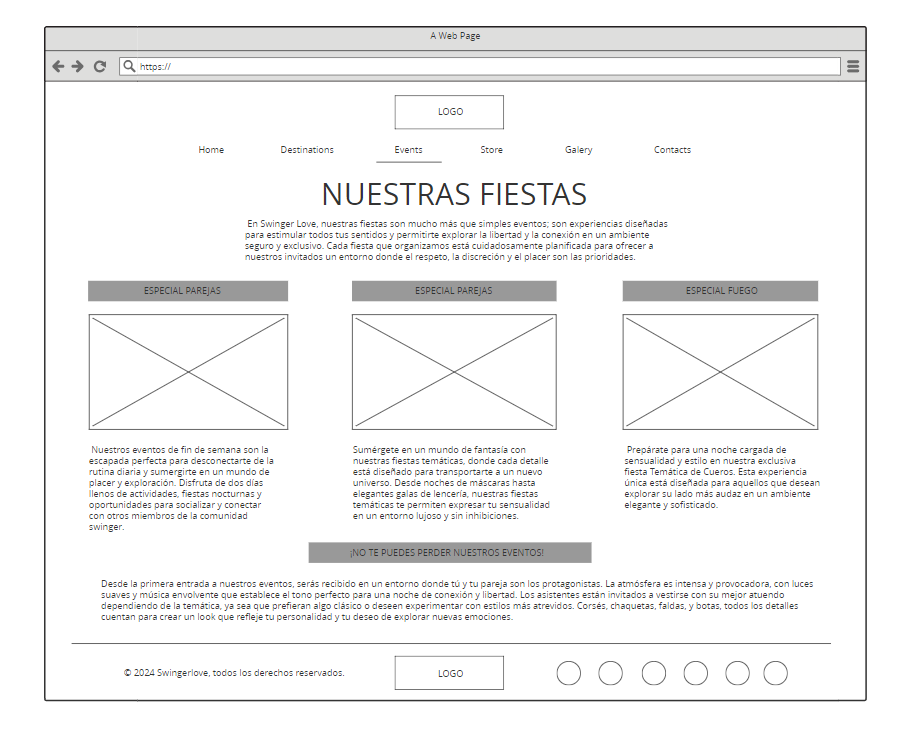 A Web Page
https://
LOGO
Home Destinations Events Store Galery Contacts
NUESTRAS FIESTAS
En Swinger Love, nuestras fiestas son mucho más que simples eventos; son experiencias diseñadas
para estimular todos tus sentidos y permitirte explorar la libertad y la conexión en un ambiente
seguro y exclusivo. Cada fiesta que organizamos está cuidadosamente planificada para ofrecer a
nuestros invitados un entorno donde el respeto, la discreción y el placer son las prioridades.
ESPECIAL PAREJAS
Nuestros eventos de fin de semana son la
escapada perfecta para desconectarte de la
rutina diaria y sumergirte en un mundo de
placer y exploración. Disfruta de dos días
llenos de actividades, fiestas nocturnas y
oportunidades para socializar y conectar
con otros miembros de la comunidad
swinger.
ESPECIAL PAREJAS
Sumérgete en un mundo de fantasía con
nuestras fiestas temáticas, donde cada detalle
está diseñado para transportarte a un nuevo
universo. Desde noches de máscaras hasta
elegantes galas de lencería, nuestras fiestas
temáticas te permiten expresar tu sensualidad
en un entorno lujoso y sin inhibiciones.
ESPECIAL FUEGO
Prepárate para una noche cargada de
sensualidad y estilo en nuestra exclusiva
fiesta Temática de Cueros. Esta experiencia
única está diseñada para aquellos que desean
explorar su lado más audaz en un ambiente
elegante y sofisticado.
¡NO TE PUEDES PERDER NUESTROS EVENTOS!
Desde la primera entrada a nuestros eventos, serás recibido en un entorno donde tú y tu pareja son los protagonistas. La atmósfera es intensa y provocadora, con luces
suaves y música envolvente que establece el tono perfecto para una noche de conexión y libertad. Los asistentes están invitados a vestirse con su mejor atuendo
dependiendo de la temática, ya sea que prefieran algo clásico o deseen experimentar con estilos más atrevidos. Corsés, chaquetas, faldas, y botas, todos los detalles
cuentan para crear un look que refleje tu personalidad y tu deseo de explorar nuevas emociones.
© 2024 Swingerlove, todos los derechos reservados.
LOGO